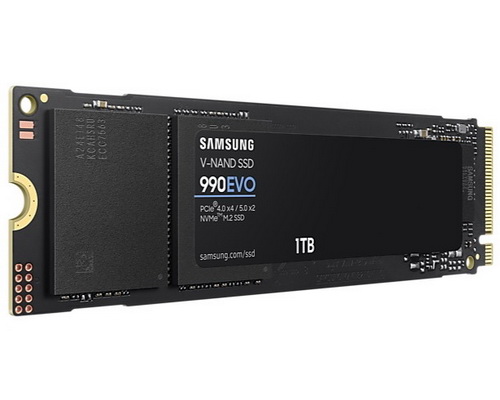 SAMSUNG
V-NAND SSD
990EVO
PCIe® 4.0 x4 / 5.0 x2
NVMe™ M.2 SSD
samsung.com/ssd
1TB